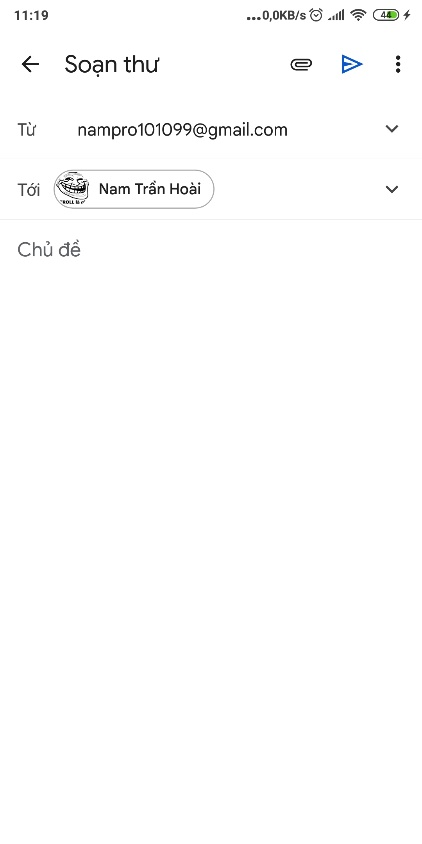 11:19 ...0,0KB/s 44
Soạn thư
Từ nampro101099@gmail.com
Tới Nam Trần Hoài
Chủ đề